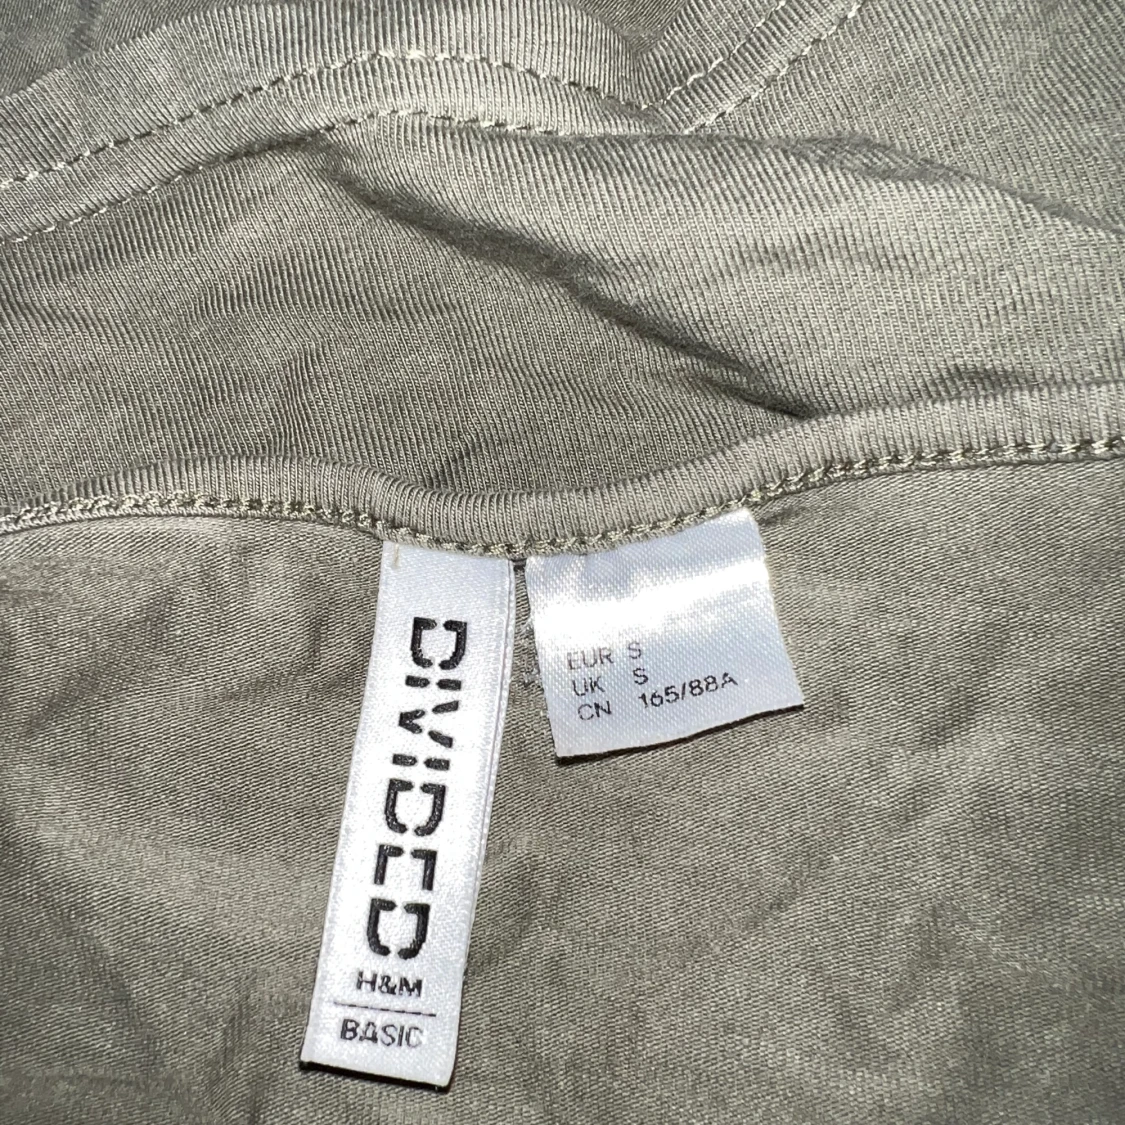 DIVIDED
H&M
BASIC
EUR S
UK S
CN 165/88A